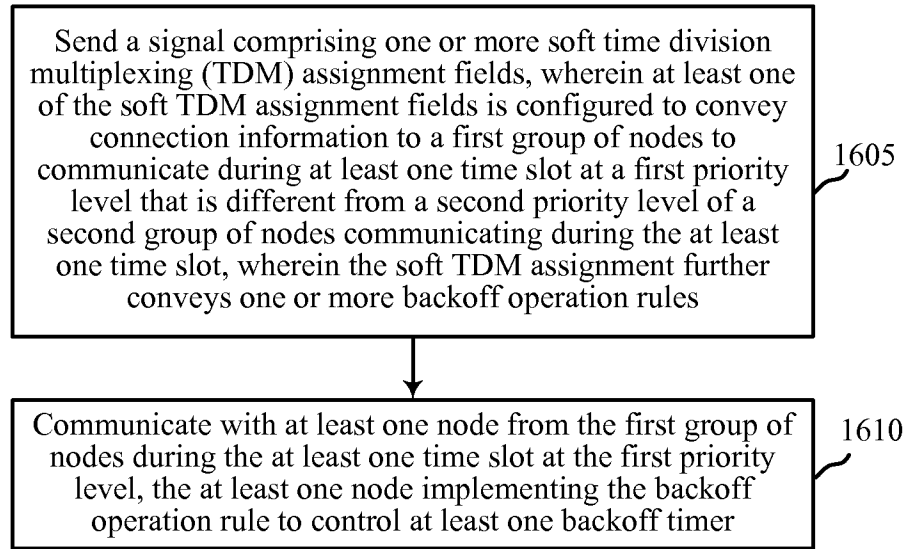 Send a signal comprising one or more soft time division
multiplexing (TDM) assignment fields, wherein at least one
of the soft TDM assignment fields is configured to convey
connection information to a first group of nodes to
communicate during at least one time slot at a first priority
level that is different from a second priority level of a
second group of nodes communicating during the at least
one time slot, wherein the soft TDM assignment further
conveys one or more backoff operation rules
1605
Communicate with at least one node from the first group of
nodes during the at least one time slot at the first priority
level, the at least one node implementing the backoff
operation rule to control at least one backoff timer
1610